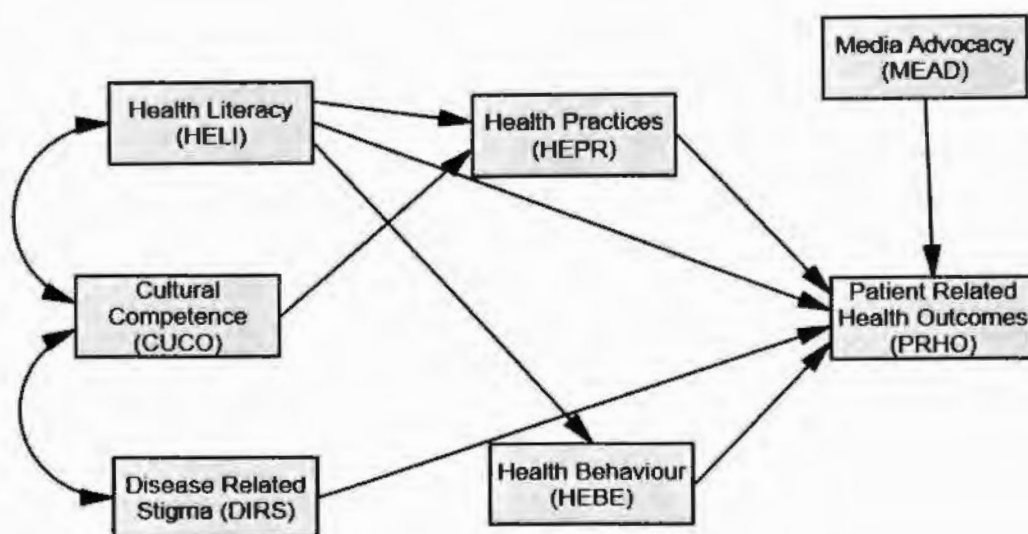 Media Advocacy
(MEAD)
Health Literacy
(HELI)
Health Practices
(HEPR)
Cultural
Competence
(CUCO)
Patient Related
Health Outcomes
(PRHO)
Disease Related
Stigma (DIRS)
Health Behaviour
(HEBE)